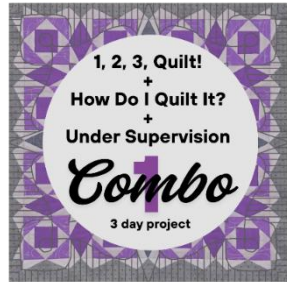 1, 2, 3, Quilt!
+
How Do I Quilt It?
+
Under Supervision
1
Combo
3 day project